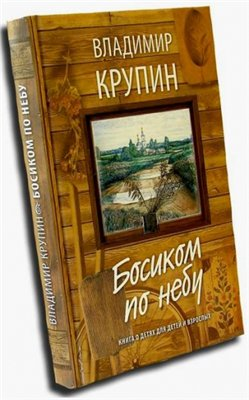 ВЛАДИМИР
КРУПИН
Босиком
по небу
КНИГА О ДЕТЯХ ДЛЯ ДЕТЕЙ И ВЗРОСЛЫХ
ВЛАДИМИР КРУПИН БОСИКОМ ПО НЕБУ